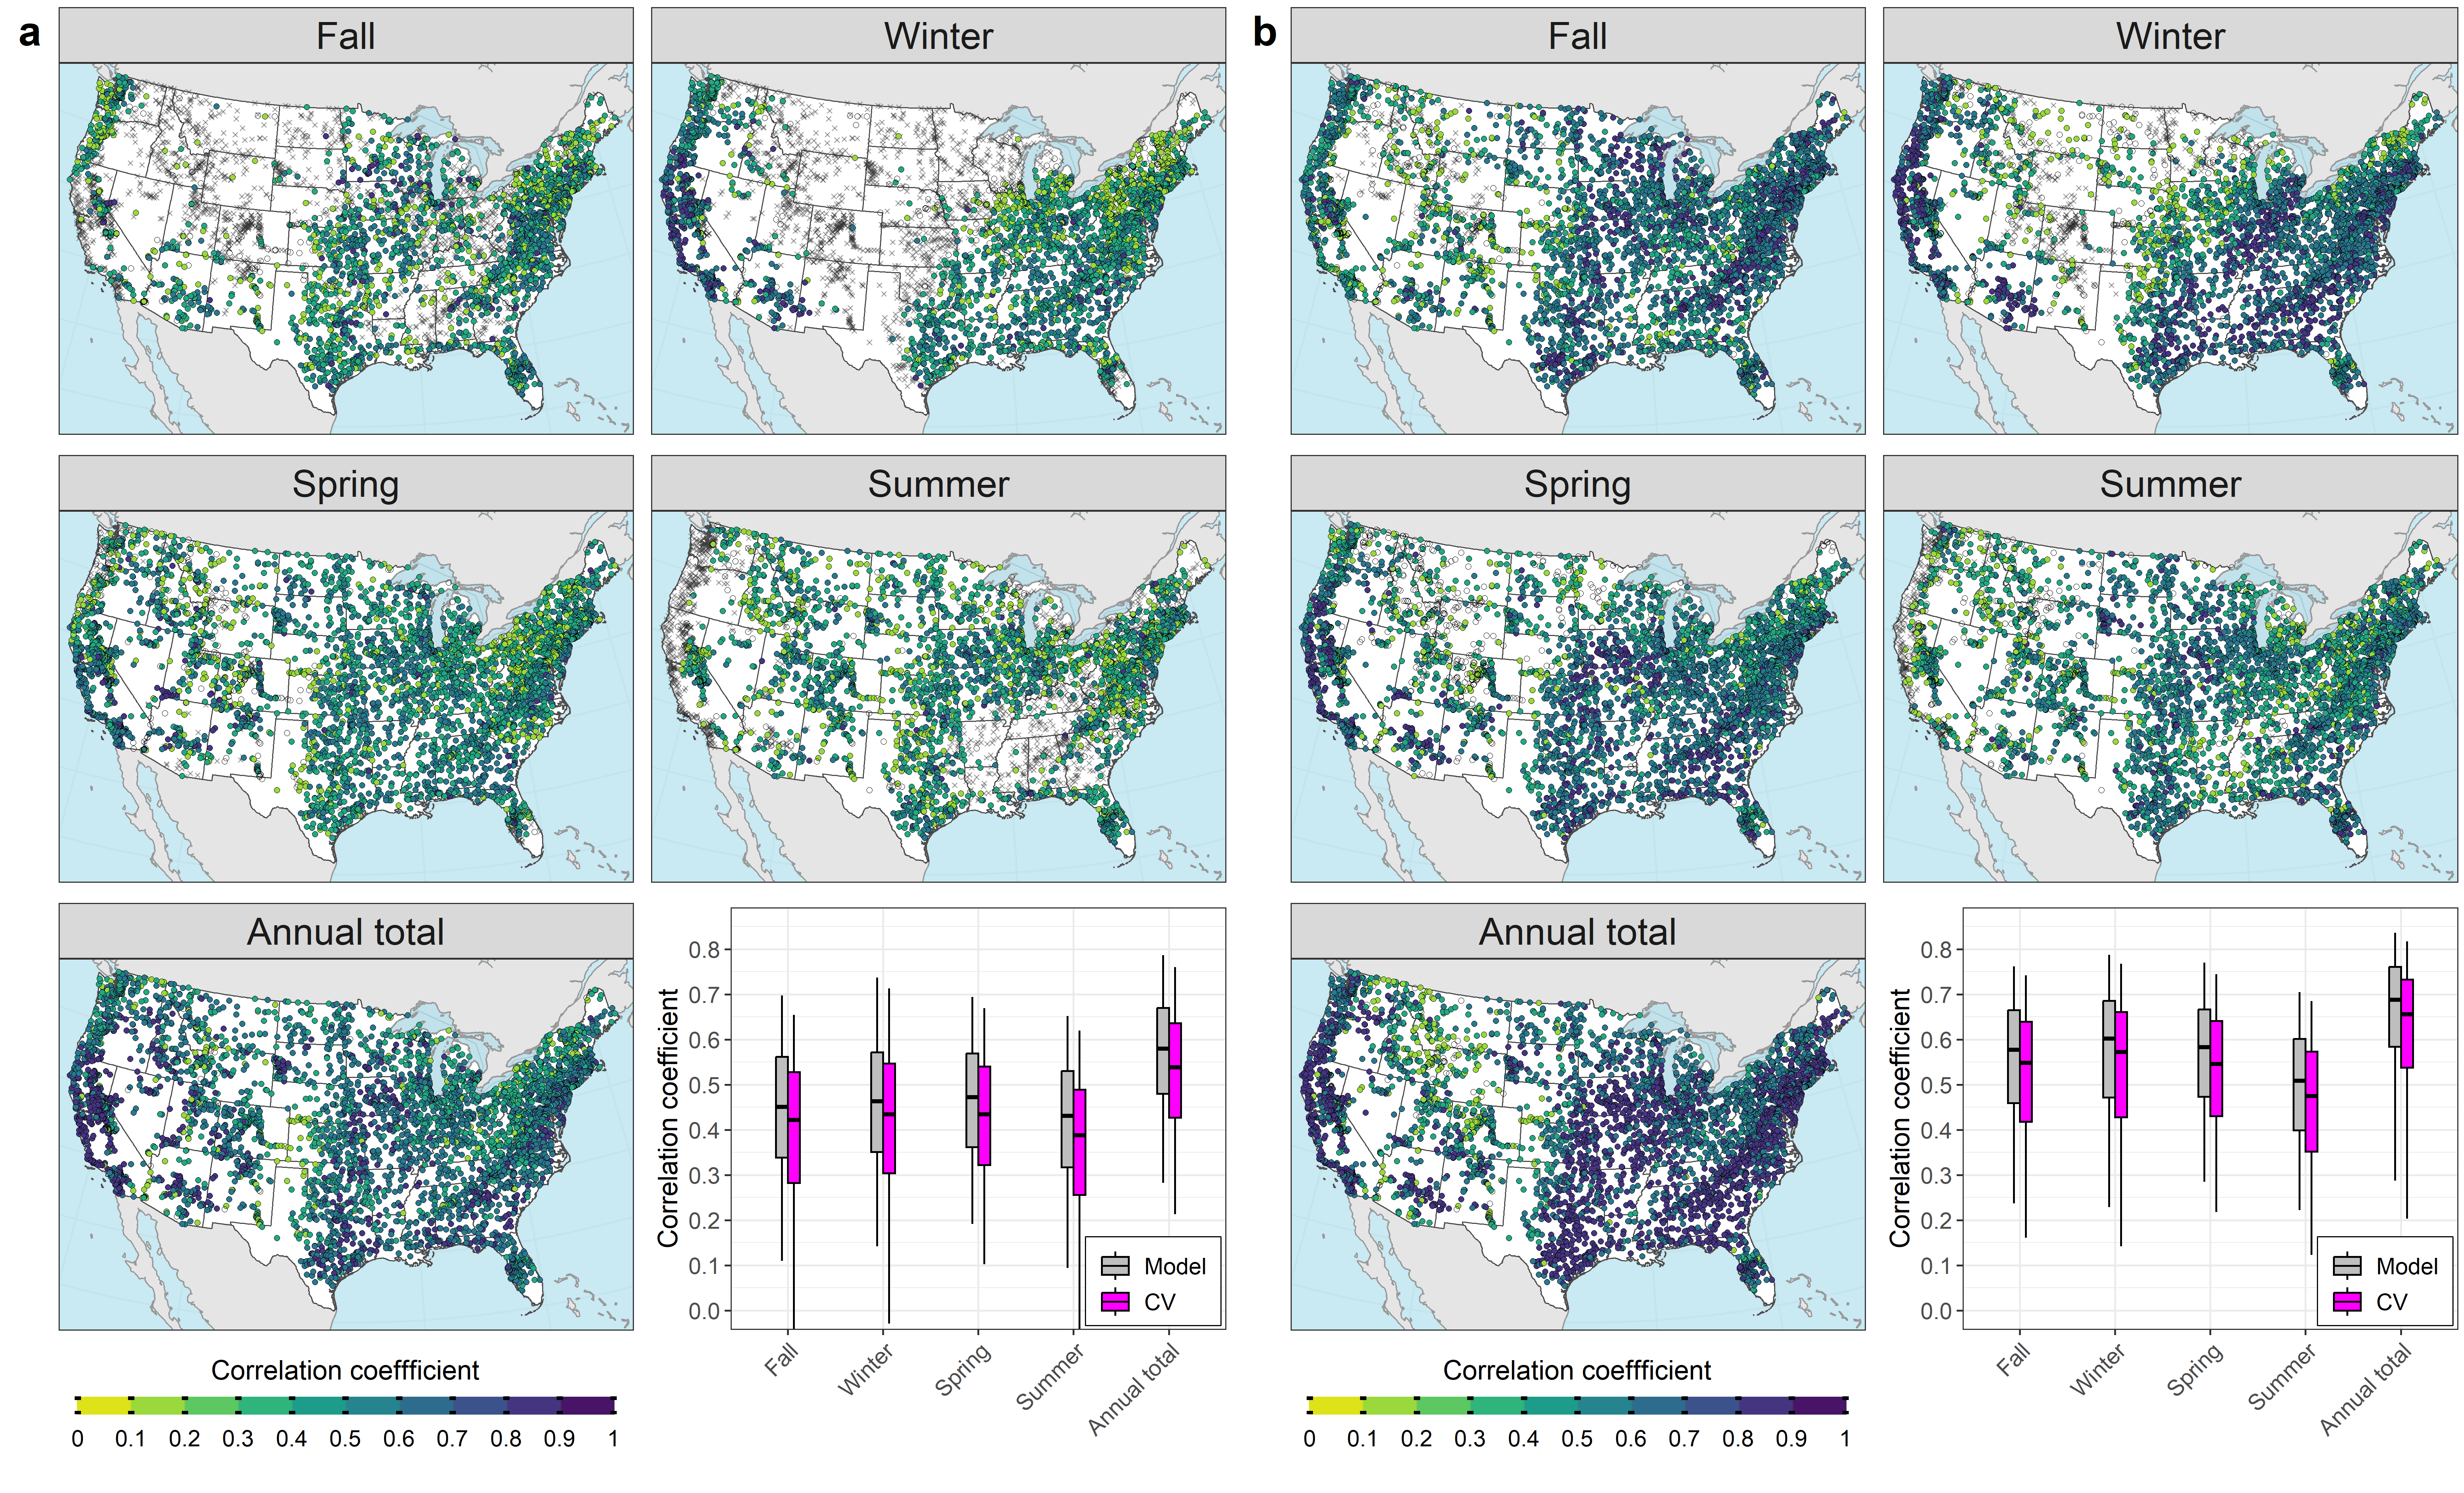 a
Fall
Winter
Spring
Summer
Annual total
Correlation coefficient
0.8
0.7
0.6
0.5
0.4
0.3
0.2
0.1
0.0
Model
CV
Fall
Winter
Spring
Summer
Annual total
Correlation coeffficient
0 0.1 0.2 0.3 0.4 0.5 0.6 0.7 0.8 0.9 1
b
Fall
Winter
Spring
Summer
Annual total
Correlation coefficient
0.8
0.7
0.6
0.5
0.4
0.3
0.2
0.1
0.0
Model
CV
Fall
Winter
Spring
Summer
Annual total
Correlation coeffficient
0 0.1 0.2 0.3 0.4 0.5 0.6 0.7 0.8 0.9 1